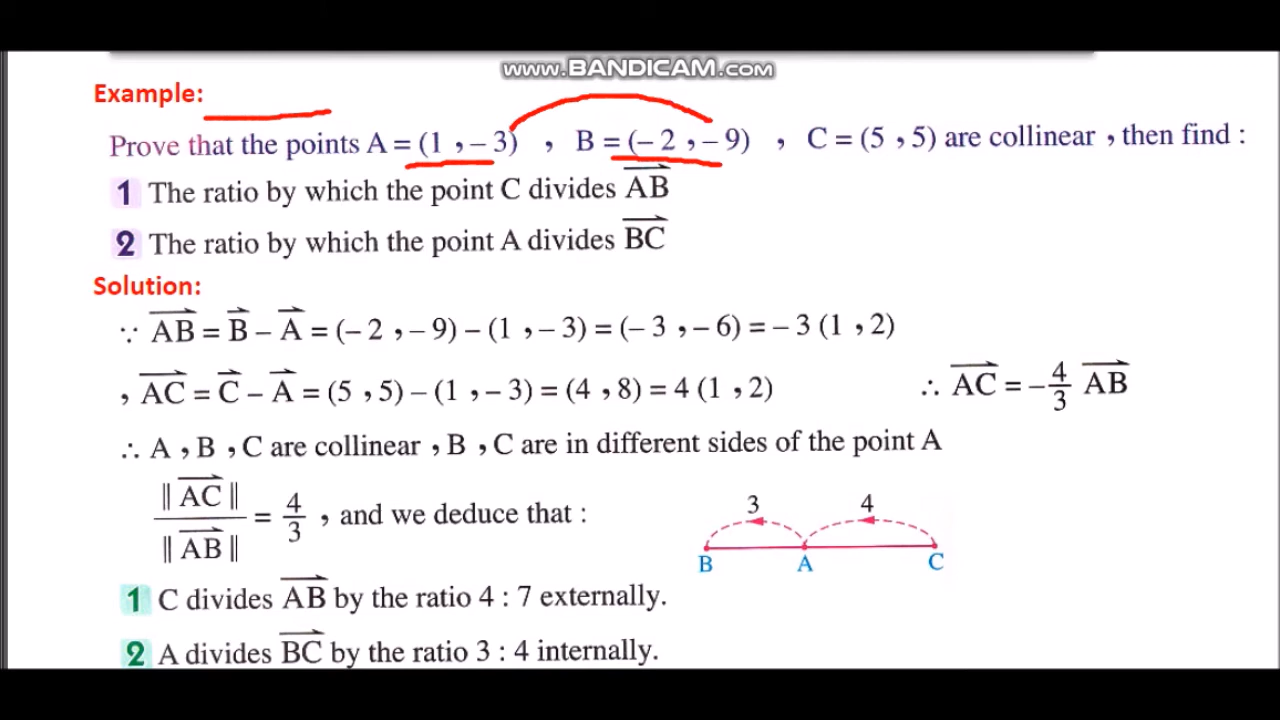 www.BANDICAM.com
Example:
Prove that the points A = (1 , – 3) , B = (– 2 , – 9) , C = (5 , 5) are collinear , then find :
1 The ratio by which the point C divides AB
2 The ratio by which the point A divides BC
Solution:
∵ AB = B – A = (– 2 , – 9) – (1 , – 3) = (– 3 , – 6) = – 3 (1 , 2)
, AC = C – A = (5 , 5) – (1 , – 3) = (4 , 8) = 4 (1 , 2) ∴ AC = – 4/3 AB
∴ A , B , C are collinear , B , C are in different sides of the point A
|| AC || / || AB || = 4/3 , and we deduce that :
3 4
B A C
1 C divides AB by the ratio 4 : 7 externally.
2 A divides BC by the ratio 3 : 4 internally.